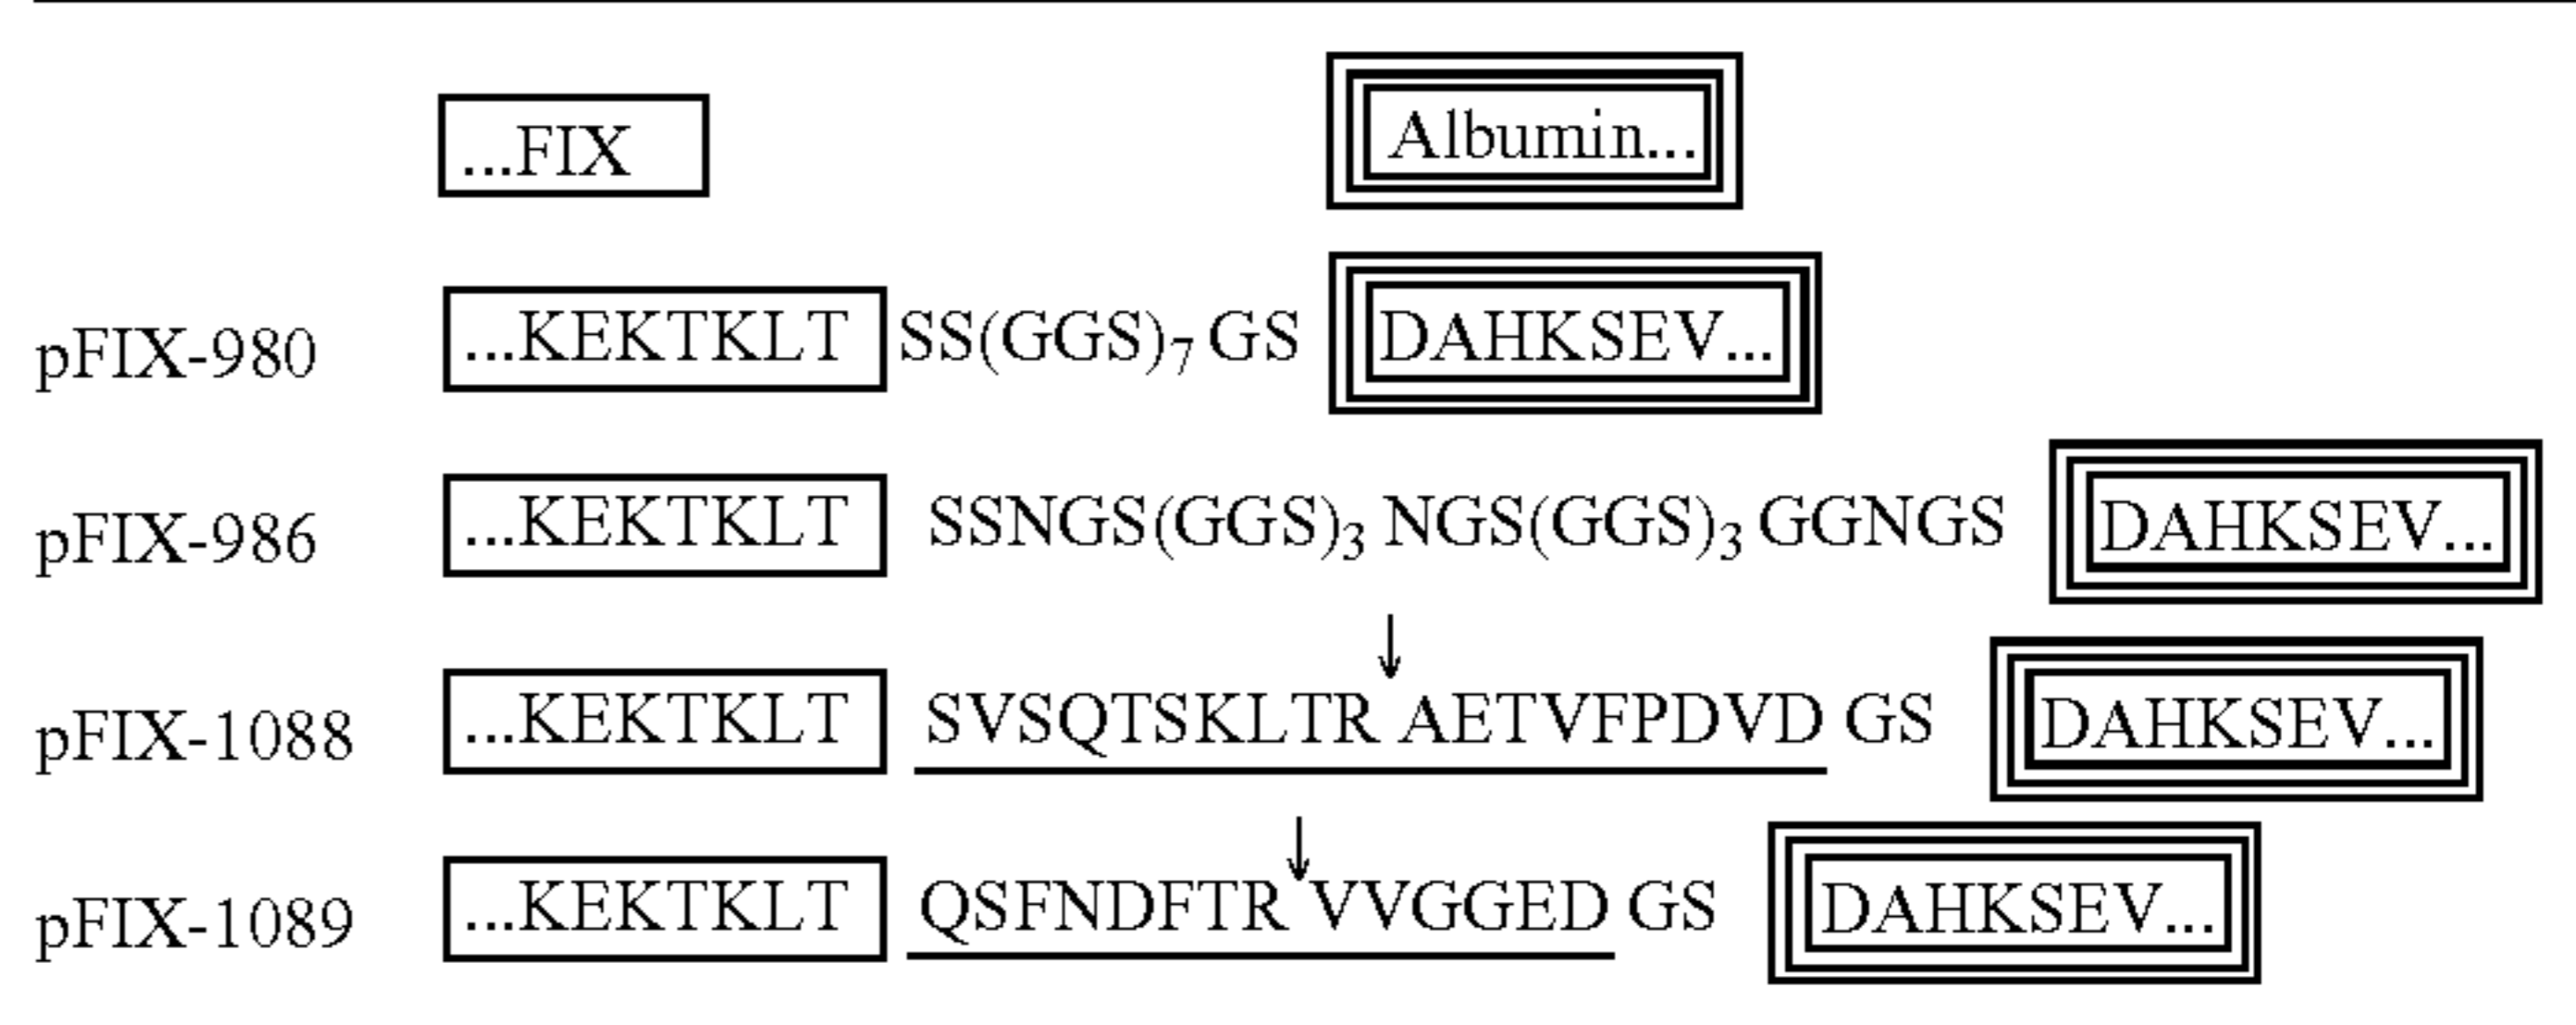 ...FIX Albumin...
pFIX-980 ...KEKTKLT SS(GGS)7 GS DAHKSEV...
pFIX-986 ...KEKTKLT SSNGS(GGS)3 NGS(GGS)3 GGNGS DAHKSEV...
pFIX-1088 ...KEKTKLT SVSQTSKLTR AETVFPDVD GS DAHKSEV...
pFIX-1089 ...KEKTKLT QSFNDFTR VVGGED GS DAHKSEV...